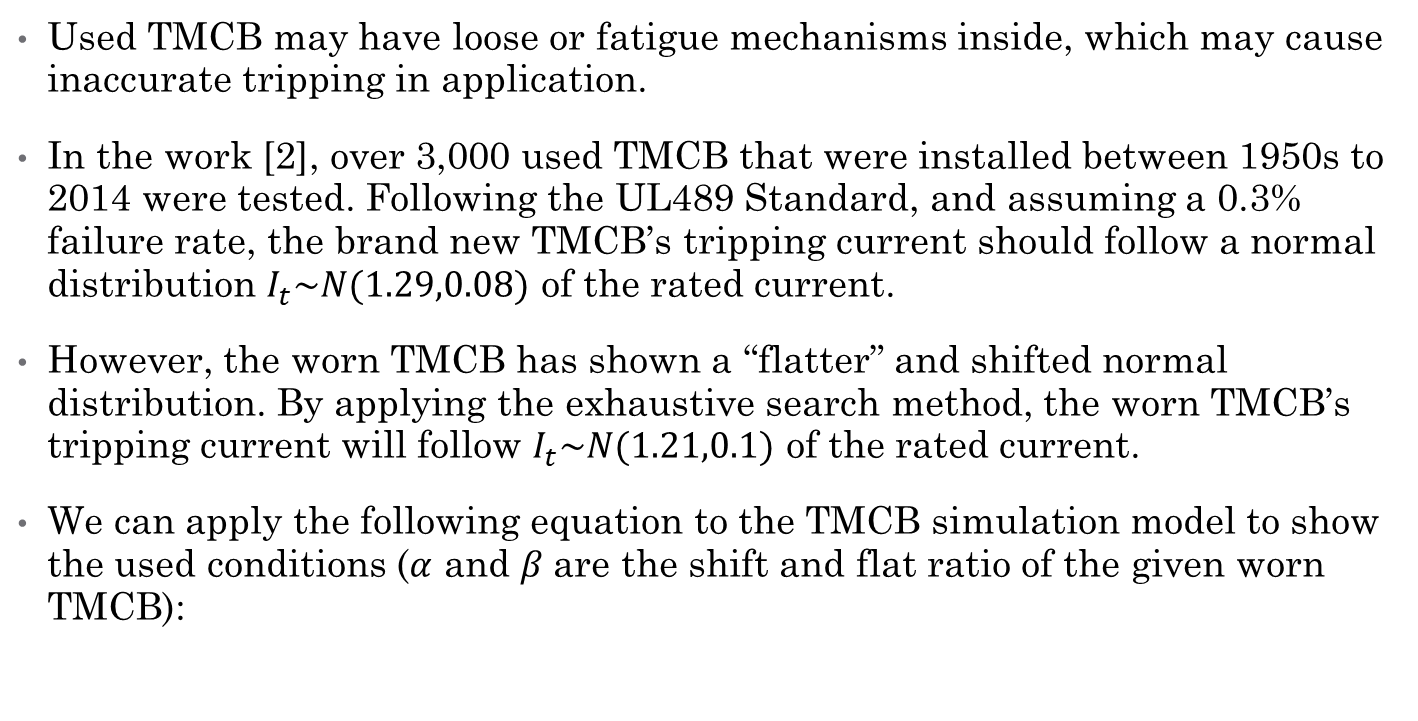 • Used TMCB may have loose or fatigue mechanisms inside, which may cause
inaccurate tripping in application.
• In the work [2], over 3,000 used TMCB that were installed between 1950s to
2014 were tested. Following the UL489 Standard, and assuming a 0.3%
failure rate, the brand new TMCB’s tripping current should follow a normal
distribution 𝐼ₜ~𝑁(1.29,0.08) of the rated current.
• However, the worn TMCB has shown a “flatter” and shifted normal
distribution. By applying the exhaustive search method, the worn TMCB’s
tripping current will follow 𝐼ₜ~𝑁(1.21,0.1) of the rated current.
• We can apply the following equation to the TMCB simulation model to show
the used conditions (𝛼 and 𝛽 are the shift and flat ratio of the given worn
TMCB):